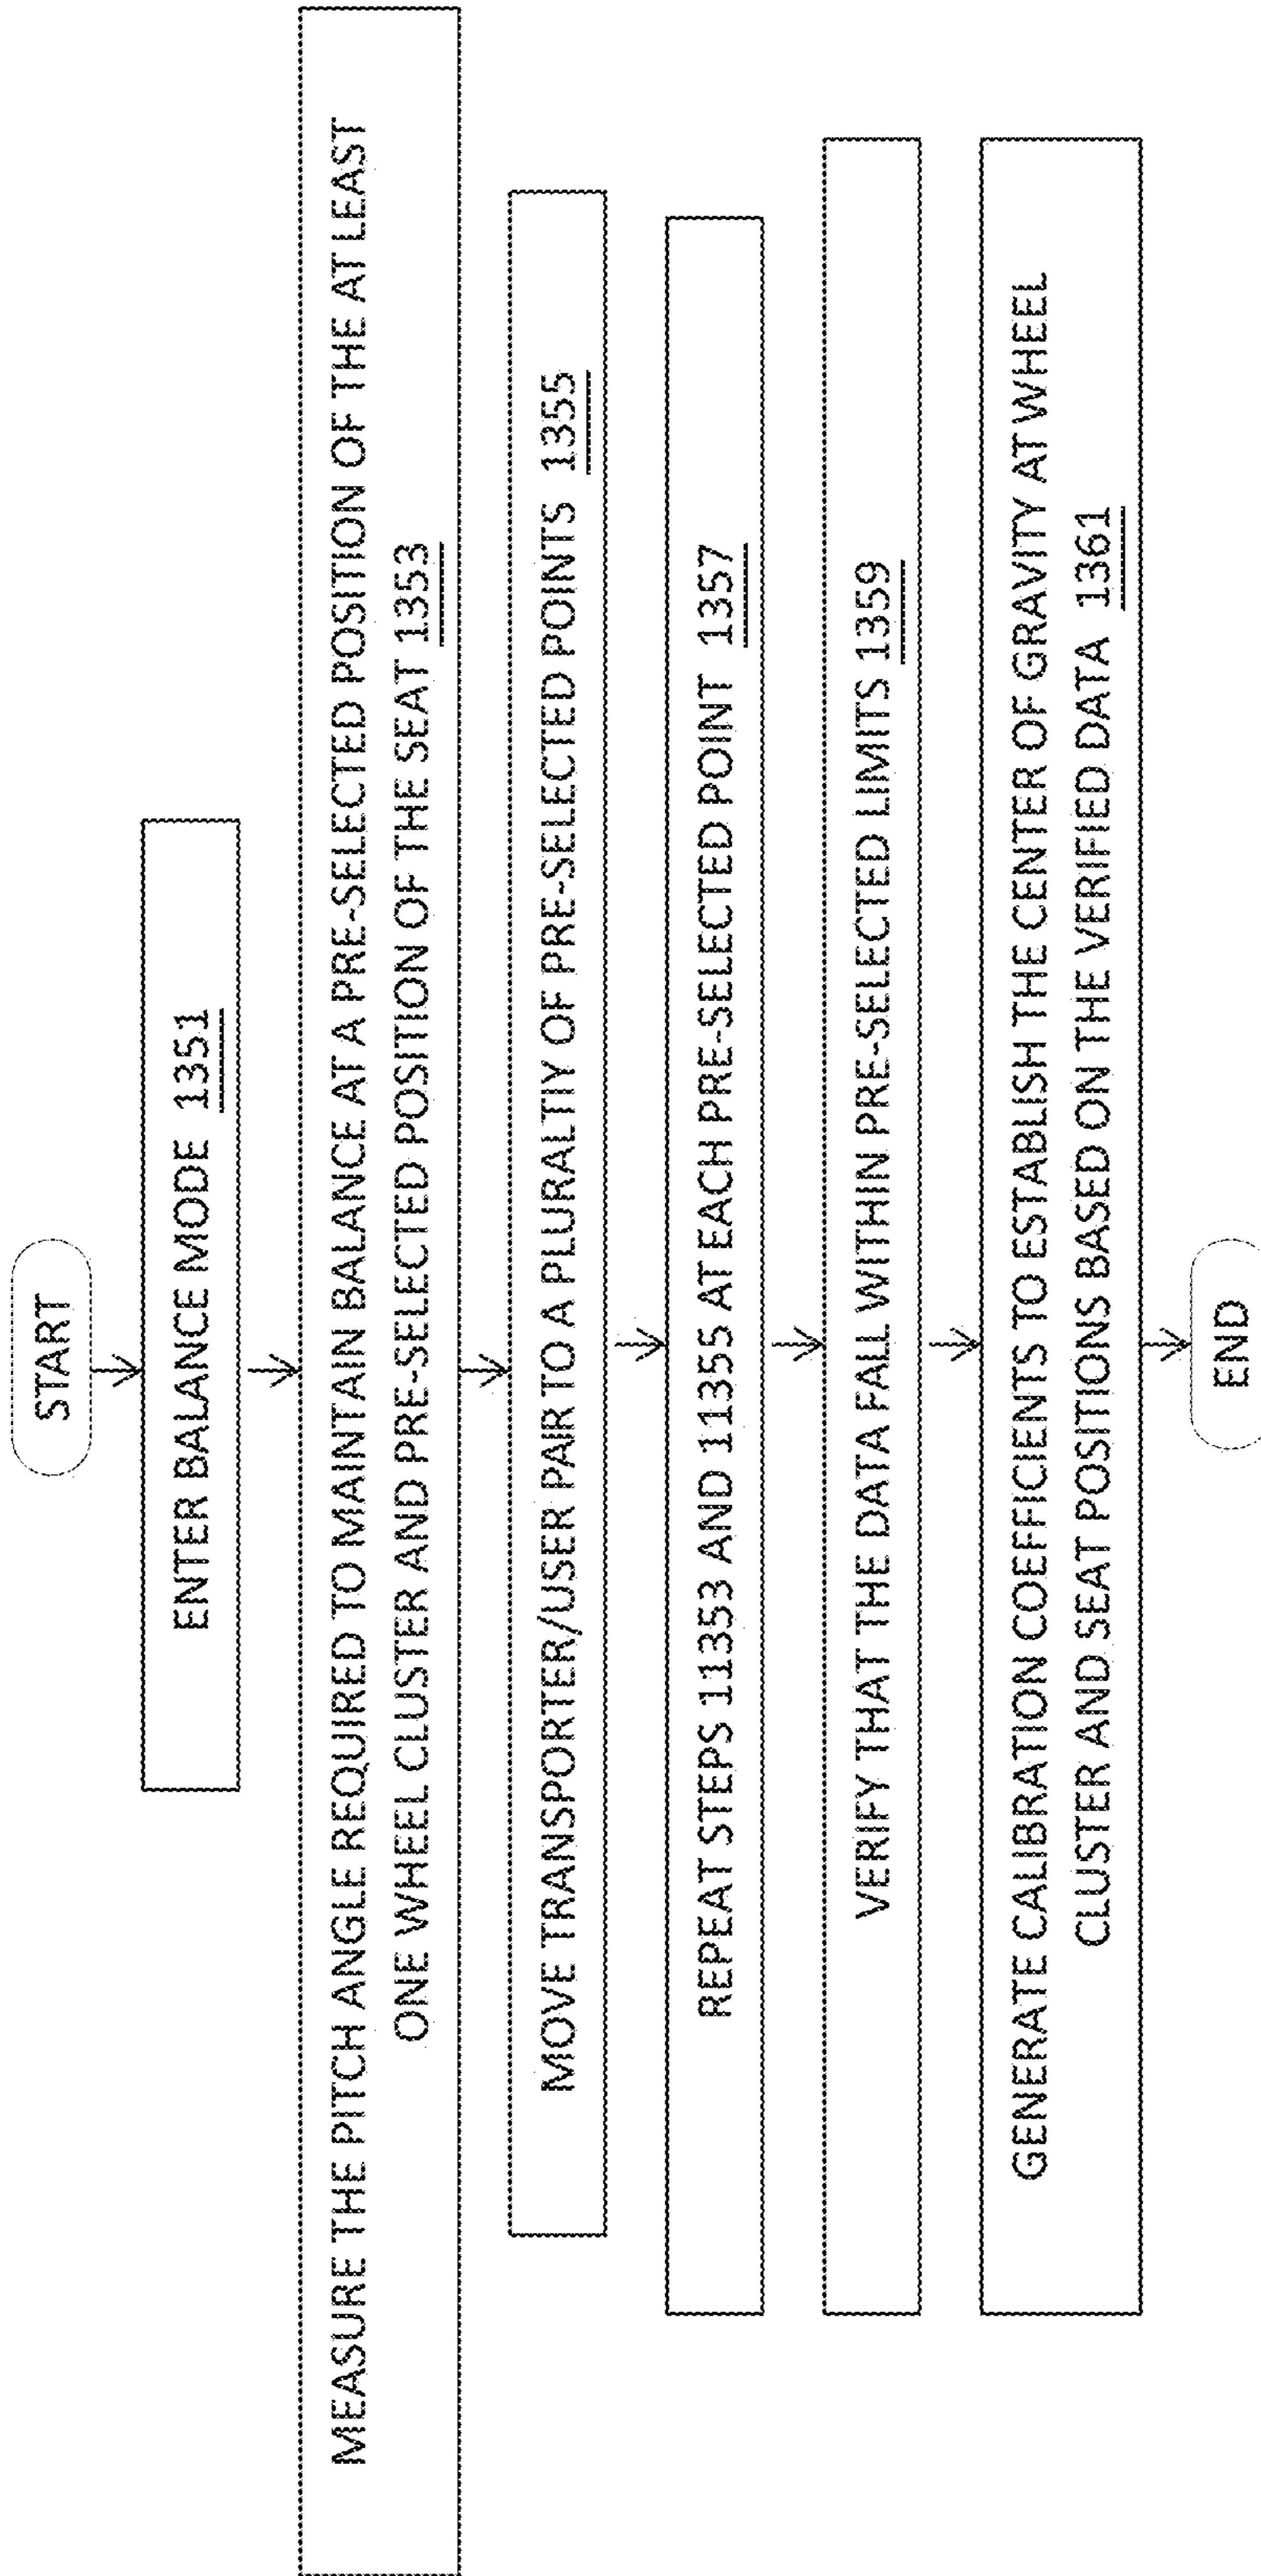 START
ENTER BALANCE MODE 1351
MEASURE THE PITCH ANGLE REQUIRED TO MAINTAIN BALANCE AT A PRE-SELECTED POSITION OF THE AT LEAST
ONE WHEEL CLUSTER AND PRE-SELECTED POSITION OF THE SEAT 1353
MOVE TRANSPORTER/USER PAIR TO A PLURALTIY OF PRE-SELECTED POINTS 1355
REPEAT STEPS 11353 AND 11355 AT EACH PRE-SELECTED POINT 1357
VERIFY THAT THE DATA FALL WITHIN PRE-SELECTED LIMITS 1359
GENERATE CALIBRATION COEFFICIENTS TO ESTABLISH THE CENTER OF GRAVITY AT WHEEL
CLUSTER AND SEAT POSITIONS BASED ON THE VERIFIED DATA 1361
END